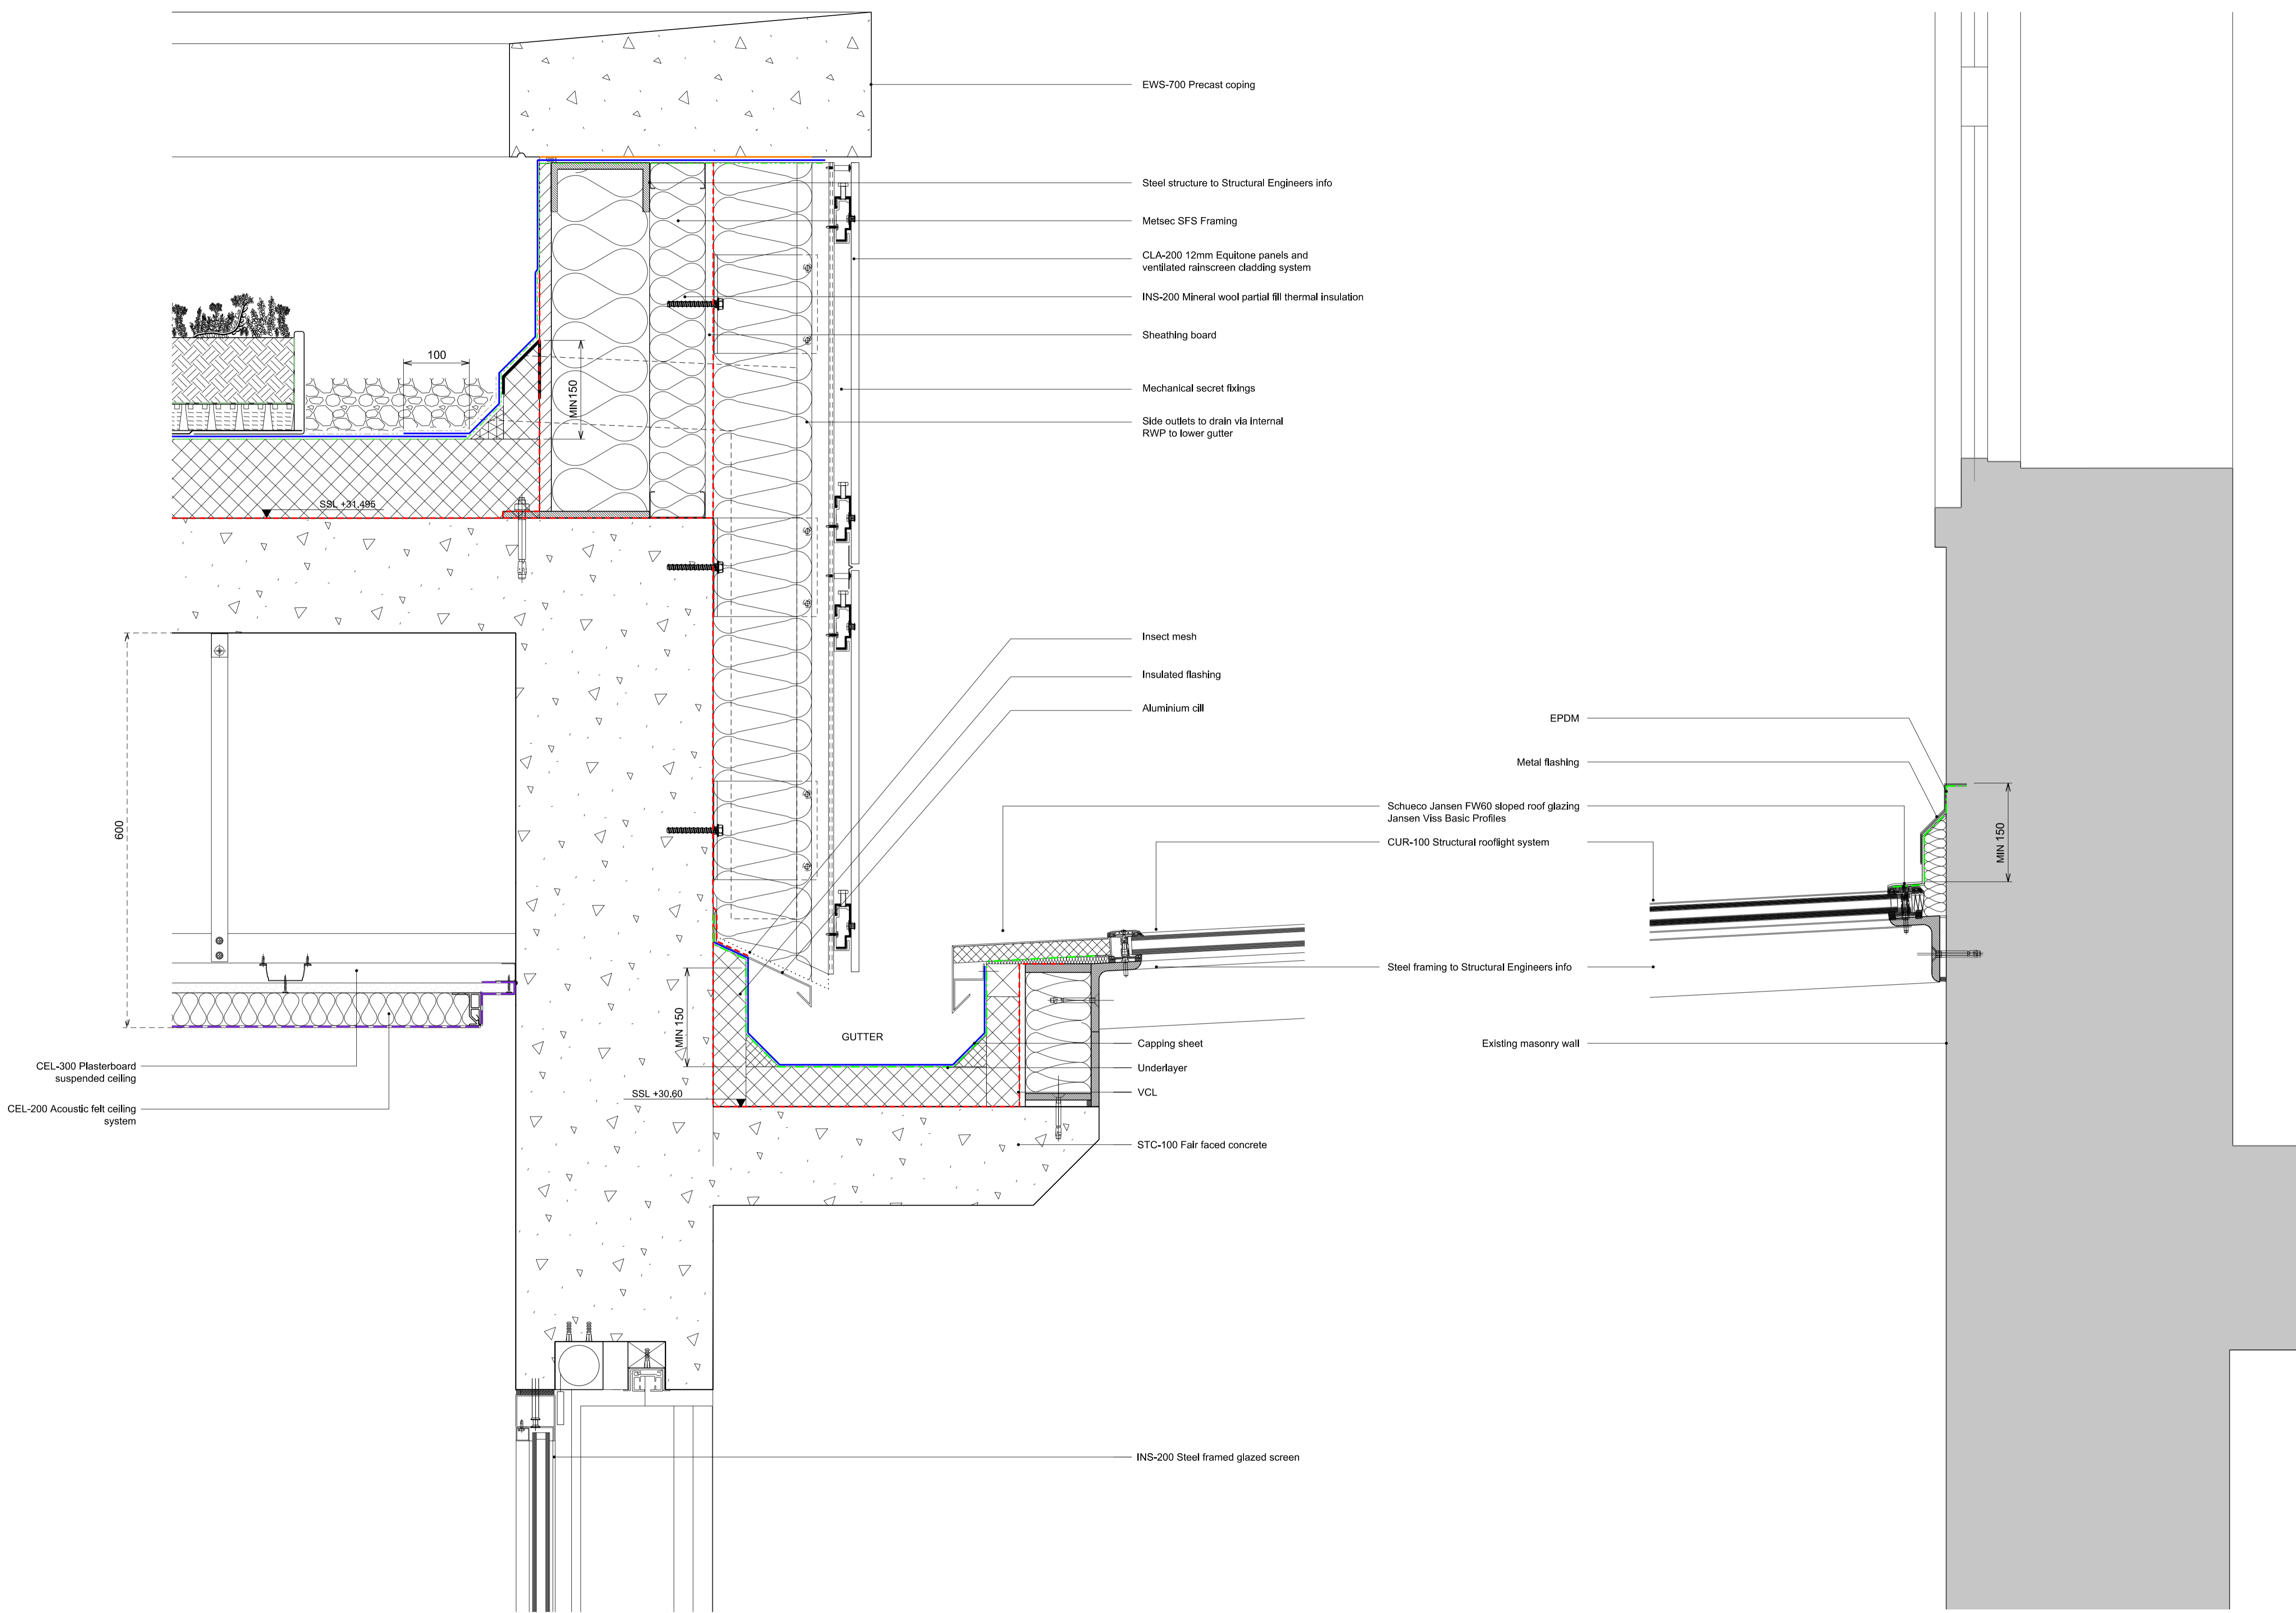 EWS-700 Precast coping
Steel structure to Structural Engineers info
Metsec SFS Framing
CLA-200 12mm Equitone panels and
ventilated rainscreen cladding system
INS-200 Mineral wool partial fill thermal insulation
Sheathing board
Mechanical secret fixings
Side outlets to drain via internal
RWP to lower gutter
100
MIN150
SSL +31,495
600
Insect mesh
Insulated flashing
Aluminium cill
EPDM
Metal flashing
Schueco Jansen FW60 sloped roof glazing
Jansen Viss Basic Profiles
CUR-100 Structural rooflight system
MIN 150
Steel framing to Structural Engineers info
GUTTER
MIN 150
Capping sheet
Existing masonry wall
Underlayer
VCL
SSL +30,60
CEL-300 Plasterboard
suspended ceiling
CEL-200 Acoustic felt ceiling
system
STC-100 Fair faced concrete
INS-200 Steel framed glazed screen